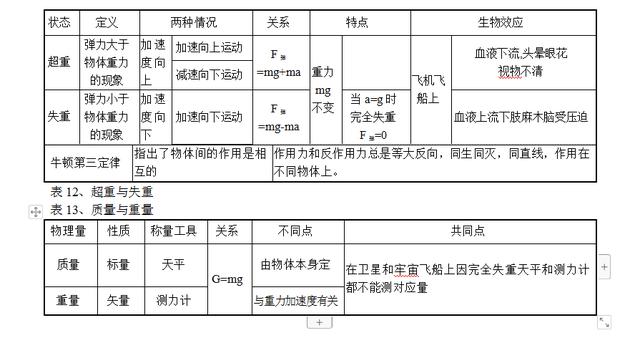 状态 定义 两种情况 关系 特点 生物效应
超重 弹力大于物体重力的现象 加速度向上 加速向上运动 减速向下运动 F弹=mg+ma 重力mg不变 飞机飞船上 血液下流,头晕眼花视物不清
失重 弹力小于物体重力的现象 加速度向下 加速向下运动 F弹=mg-ma 当a=g时完全失重F弹=0 血液上流下肢麻木脑受压迫
牛顿第三定律 指出了物体间的作用是相互的 作用力和反作用力总是等大反向，同生同灭，同直线，作用在不同物体上。
表 12、超重与失重
表 13、质量与重量
物理量 性质 称量工具 关系 不同点 共同点
质量 标量 天平 G=mg 由物体本身定 在卫星和牢宙飞船上因完全失重天平和测力计都不能测对应量
重量 矢量 测力计 与重力加速度有关